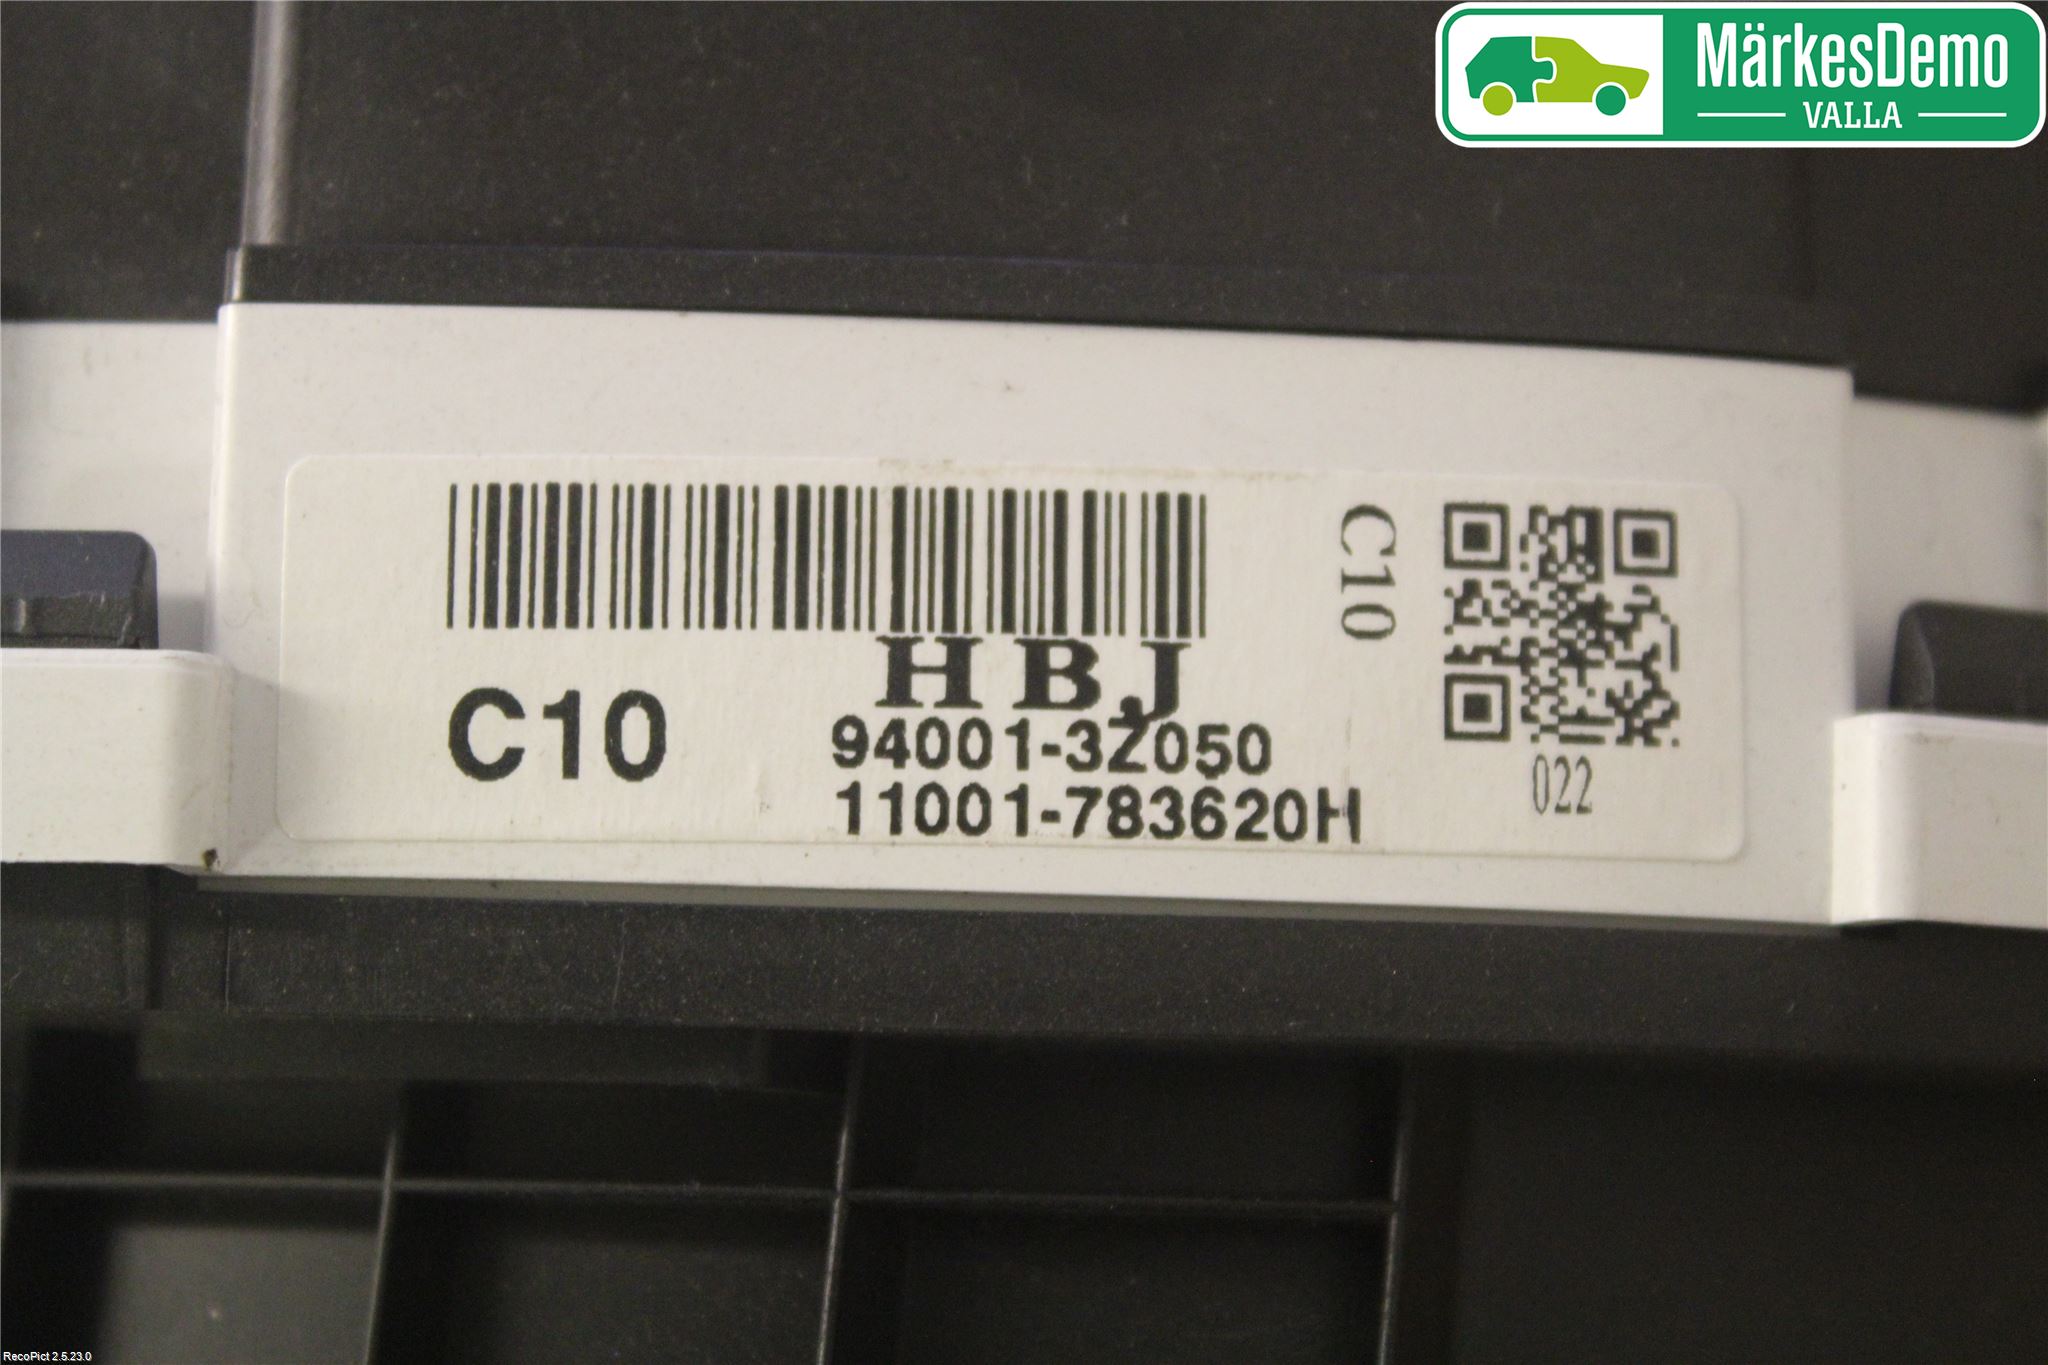 MärkesDemo
VALLA
C10
HBJ
C10
94001-3Z050
11001-783620H
022
RecoPict 2.5.23.0